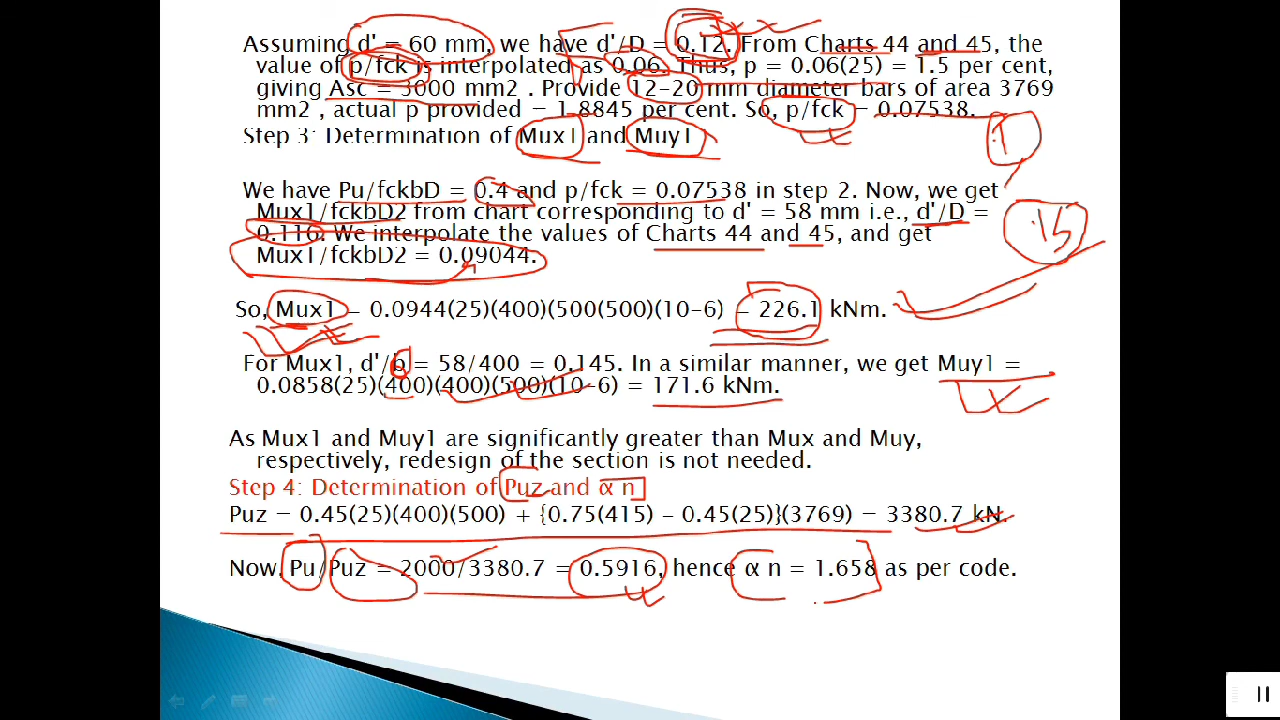 Assuming d' = 60 mm, we have d'/D = 0.12. From Charts 44 and 45, the
value of p/fck is interpolated as 0.06. Thus, p = 0.06(25) = 1.5 per cent,
giving Asc = 3000 mm2 . Provide 12-20 mm diameter bars of area 3769
mm2 , actual p provided = 1.8845 per cent. So, p/fck = 0.07538.
Step 3: Determination of Mux1 and Muy1
We have Pu/fckbD = 0.4 and p/fck = 0.07538 in step 2. Now, we get
Mux1/fckbD2 from chart corresponding to d' = 58 mm i.e., d'/D =
0.116. We interpolate the values of Charts 44 and 45, and get
Mux1/fckbD2 = 0.09044.
15
So, Mux1 = 0.0944(25)(400)(500(500)(10-6) = 226.1 kNm.
For Mux1, d'/b = 58/400 = 0.145. In a similar manner, we get Muy1 =
0.0858(25)(400)(400)(500)(10-6) = 171.6 kNm.
As Mux1 and Muy1 are significantly greater than Mux and Muy,
respectively, redesign of the section is not needed.
Step 4: Determination of Puz and α n
Puz = 0.45(25)(400)(500) + {0.75(415) - 0.45(25)}(3769) = 3380.7 kN.
Now, Pu/Puz = 2000/3380.7 = 0.5916, hence α n = 1.658 as per code.